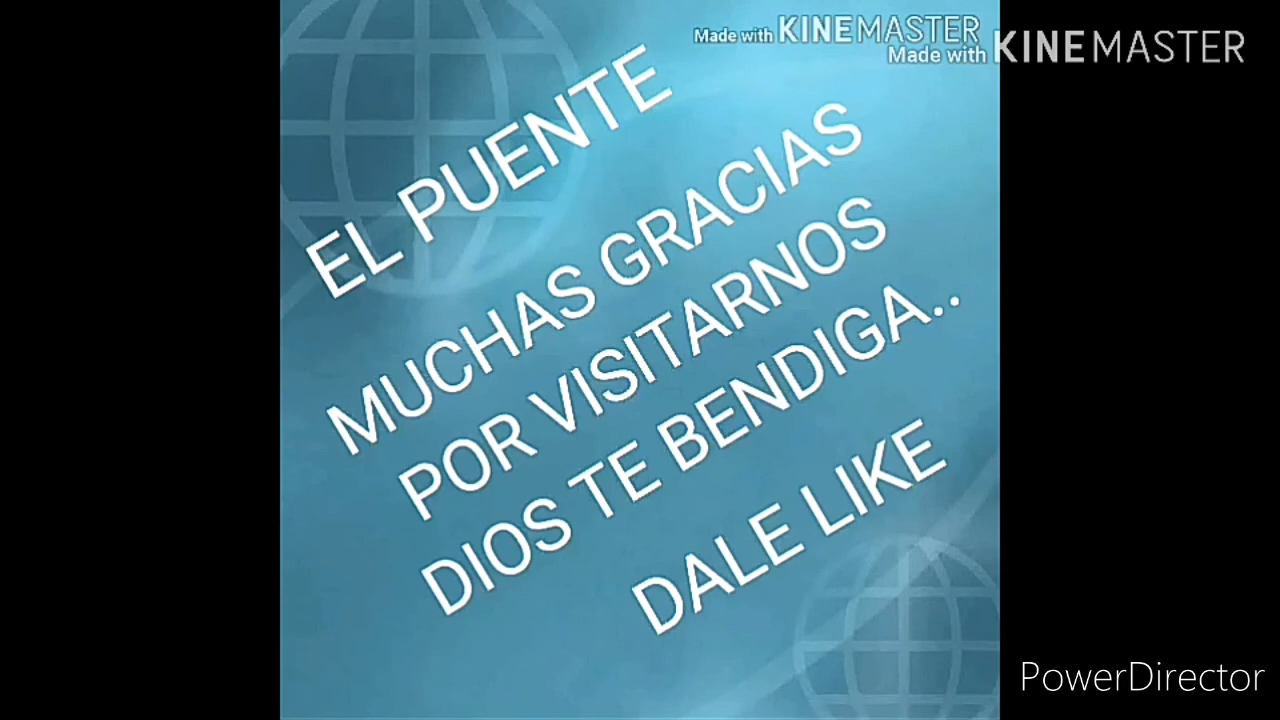 Made with KINEMASTER
Made with KINEMASTER
EL PUENTE
MUCHAS GRACIAS
POR VISITARNOS
DIOS TE BENDIGA..
DALE LIKE
PowerDirector